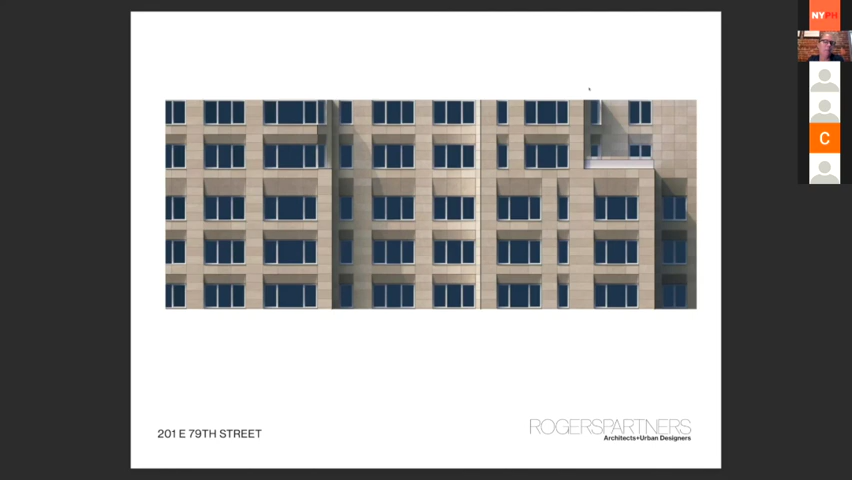 NYPH
C
201 E 79TH STREET
ROGERSPARTNERS
Architects+Urban Designers